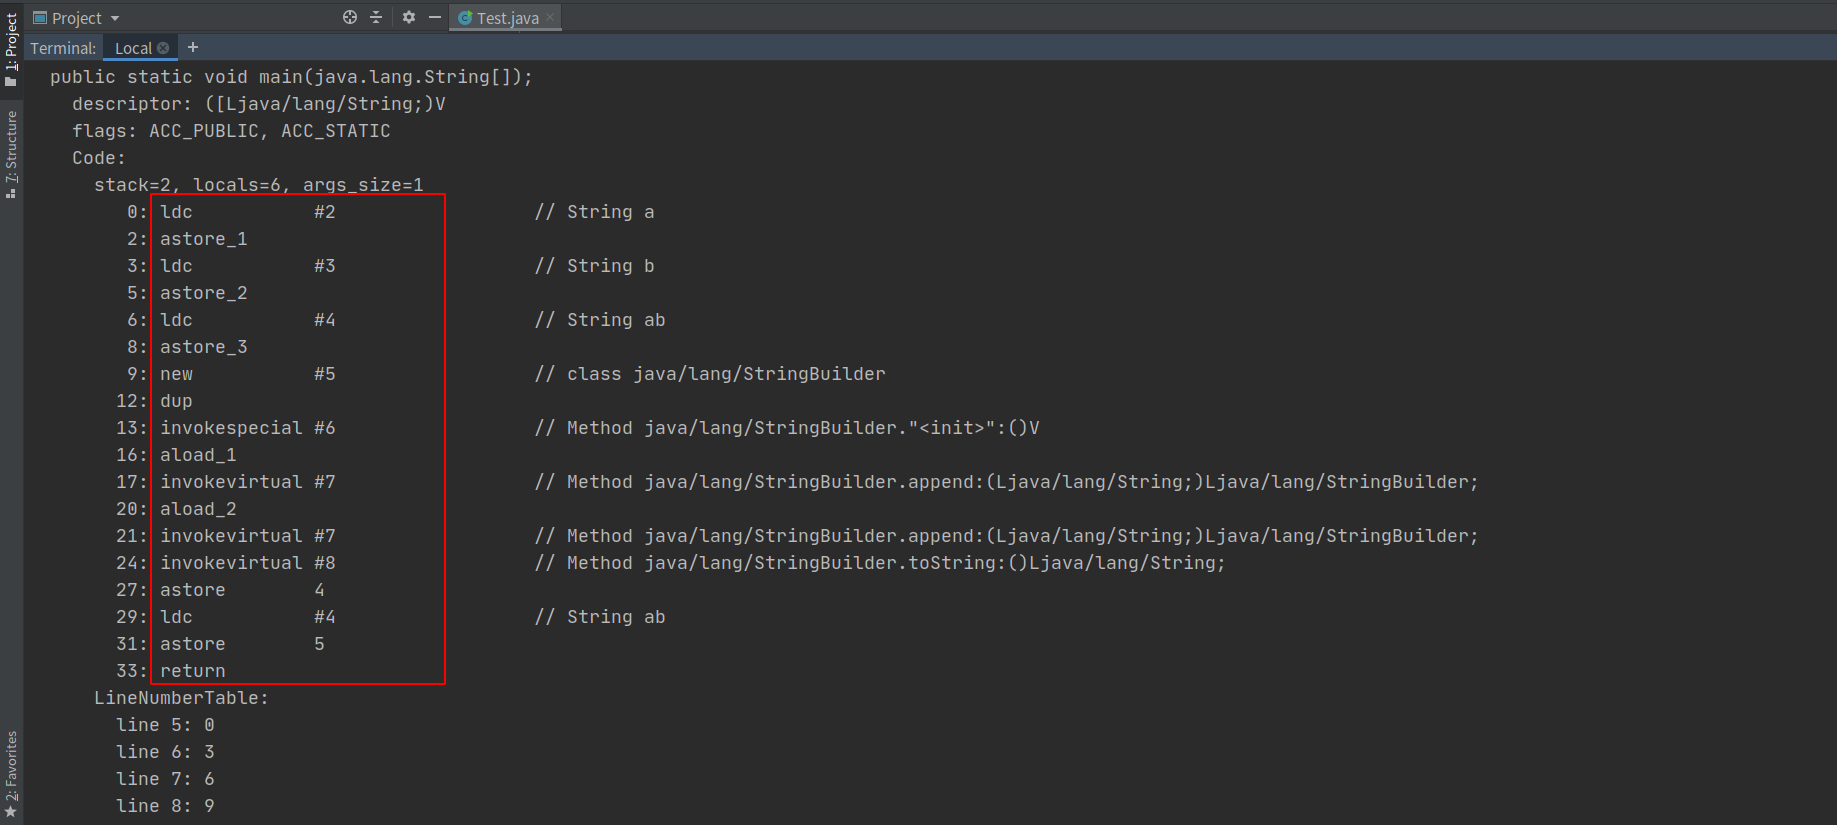 Project
Test.java
Terminal: Local +
1: Project
7: Structure
2: Favorites
public static void main(java.lang.String[]);
descriptor: ([Ljava/lang/String;)V
flags: ACC_PUBLIC, ACC_STATIC
Code:
stack=2, locals=6, args_size=1
0: ldc #2 // String a
2: astore_1
3: ldc #3 // String b
5: astore_2
6: ldc #4 // String ab
8: astore_3
9: new #5 // class java/lang/StringBuilder
12: dup
13: invokespecial #6 // Method java/lang/StringBuilder."<init>":()V
16: aload_1
17: invokevirtual #7 // Method java/lang/StringBuilder.append:(Ljava/lang/String;)Ljava/lang/StringBuilder;
20: aload_2
21: invokevirtual #7 // Method java/lang/StringBuilder.append:(Ljava/lang/String;)Ljava/lang/StringBuilder;
24: invokevirtual #8 // Method java/lang/StringBuilder.toString:()Ljava/lang/String;
27: astore 4
29: ldc #4 // String ab
31: astore 5
33: return
LineNumberTable:
line 5: 0
line 6: 3
line 7: 6
line 8: 9